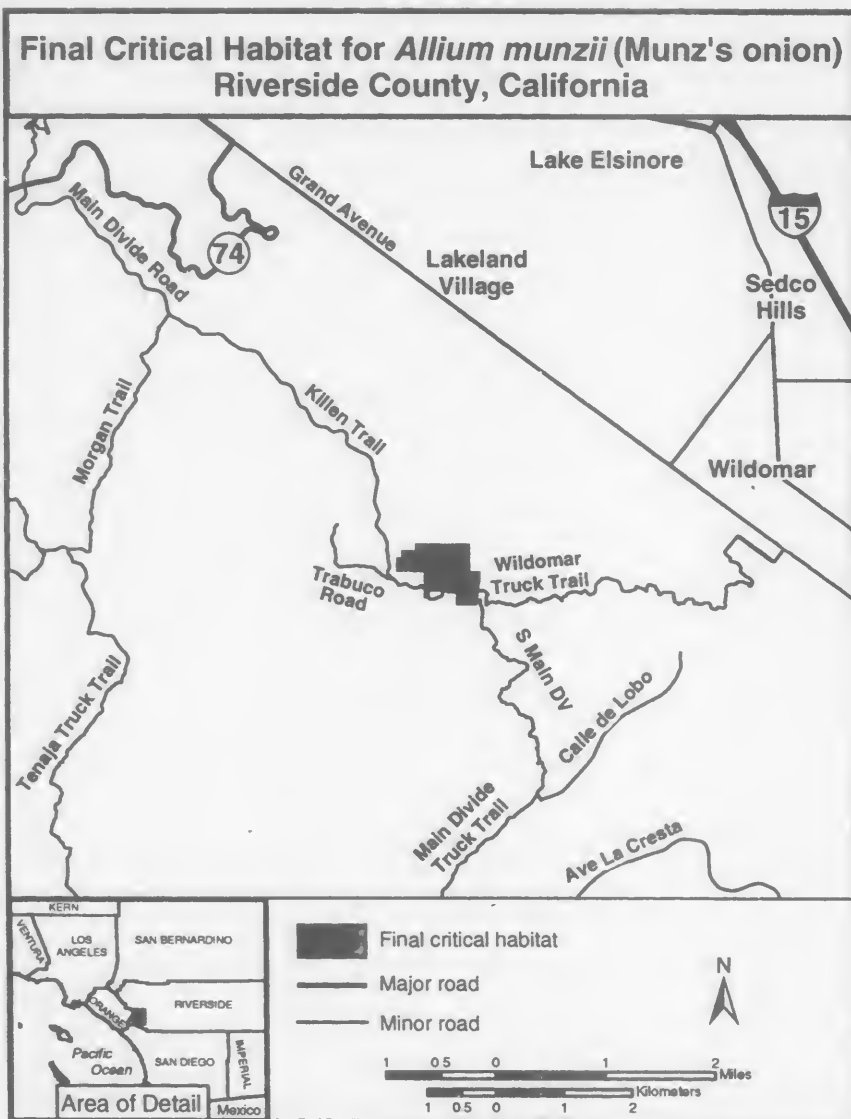 Final Critical Habitat for Allium munzii (Munz's onion)
Riverside County, California
Lake Elsinore
Grand Avenue
15
Main Divide Road
74
Lakeland
Village
Sedco
Hills
Morgan Trail
Killen Trail
Wildomar
Trabuco
Road
Wildomar
Truck Trail
S Main DV
Calle de Lobo
Tenaja Truck Trail
Main Divide
Truck Trail
Ave La Cresta
KERN
VENTURA
LOS
ANGELES
SAN BERNARDINO
ORANGE
RIVERSIDE
Pacific
Ocean
SAN DIEGO
IMPERIAL
Area of Detail
Mexico
Final critical habitat
Major road
Minor road
N
1 0.5 0 1 2
Miles
Kilometers
1 0.5 0 1 2